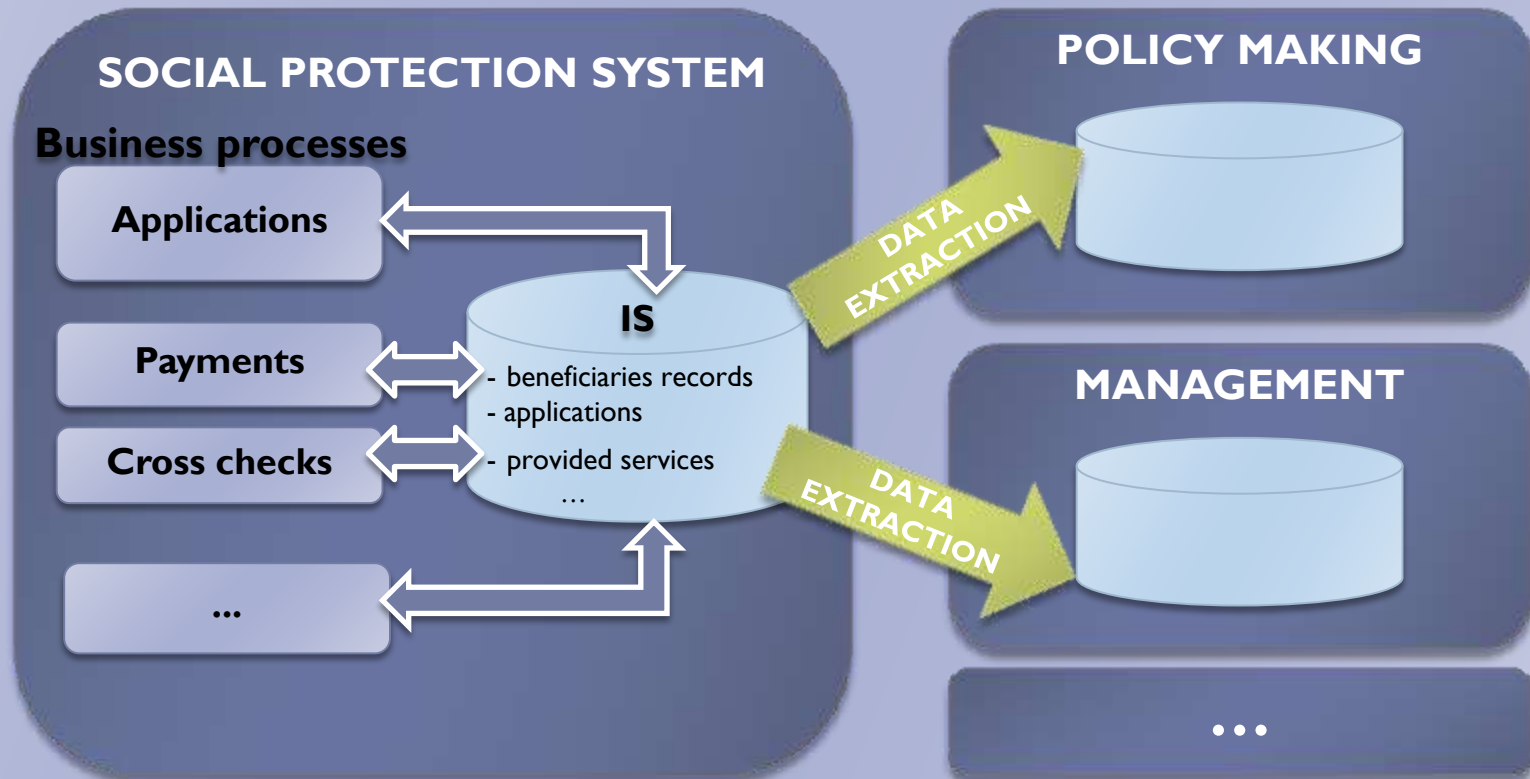 SOCIAL PROTECTION SYSTEM
Business processes
Applications
Payments
Cross checks
...
IS
- beneficiaries records
- applications
- provided services
...
DATA
EXTRACTION
DATA
EXTRACTION
POLICY MAKING
MANAGEMENT
...